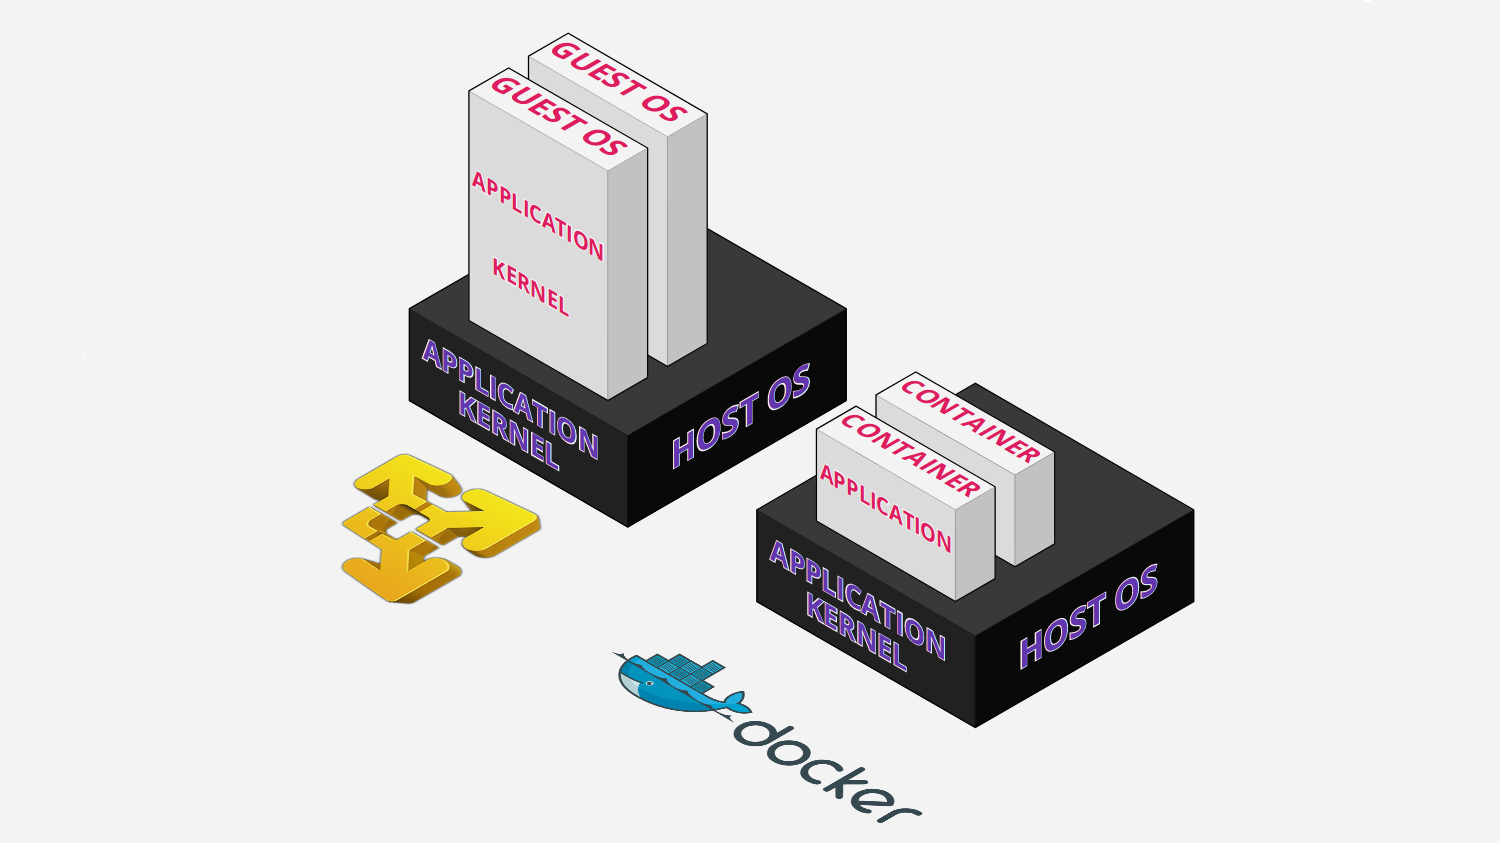 GUEST OS
GUEST OS
APPLICATION
KERNEL
APPLICATION
KERNEL
HOST OS
CONTAINER
CONTAINER
APPLICATION
APPLICATION
KERNEL
HOST OS
docker